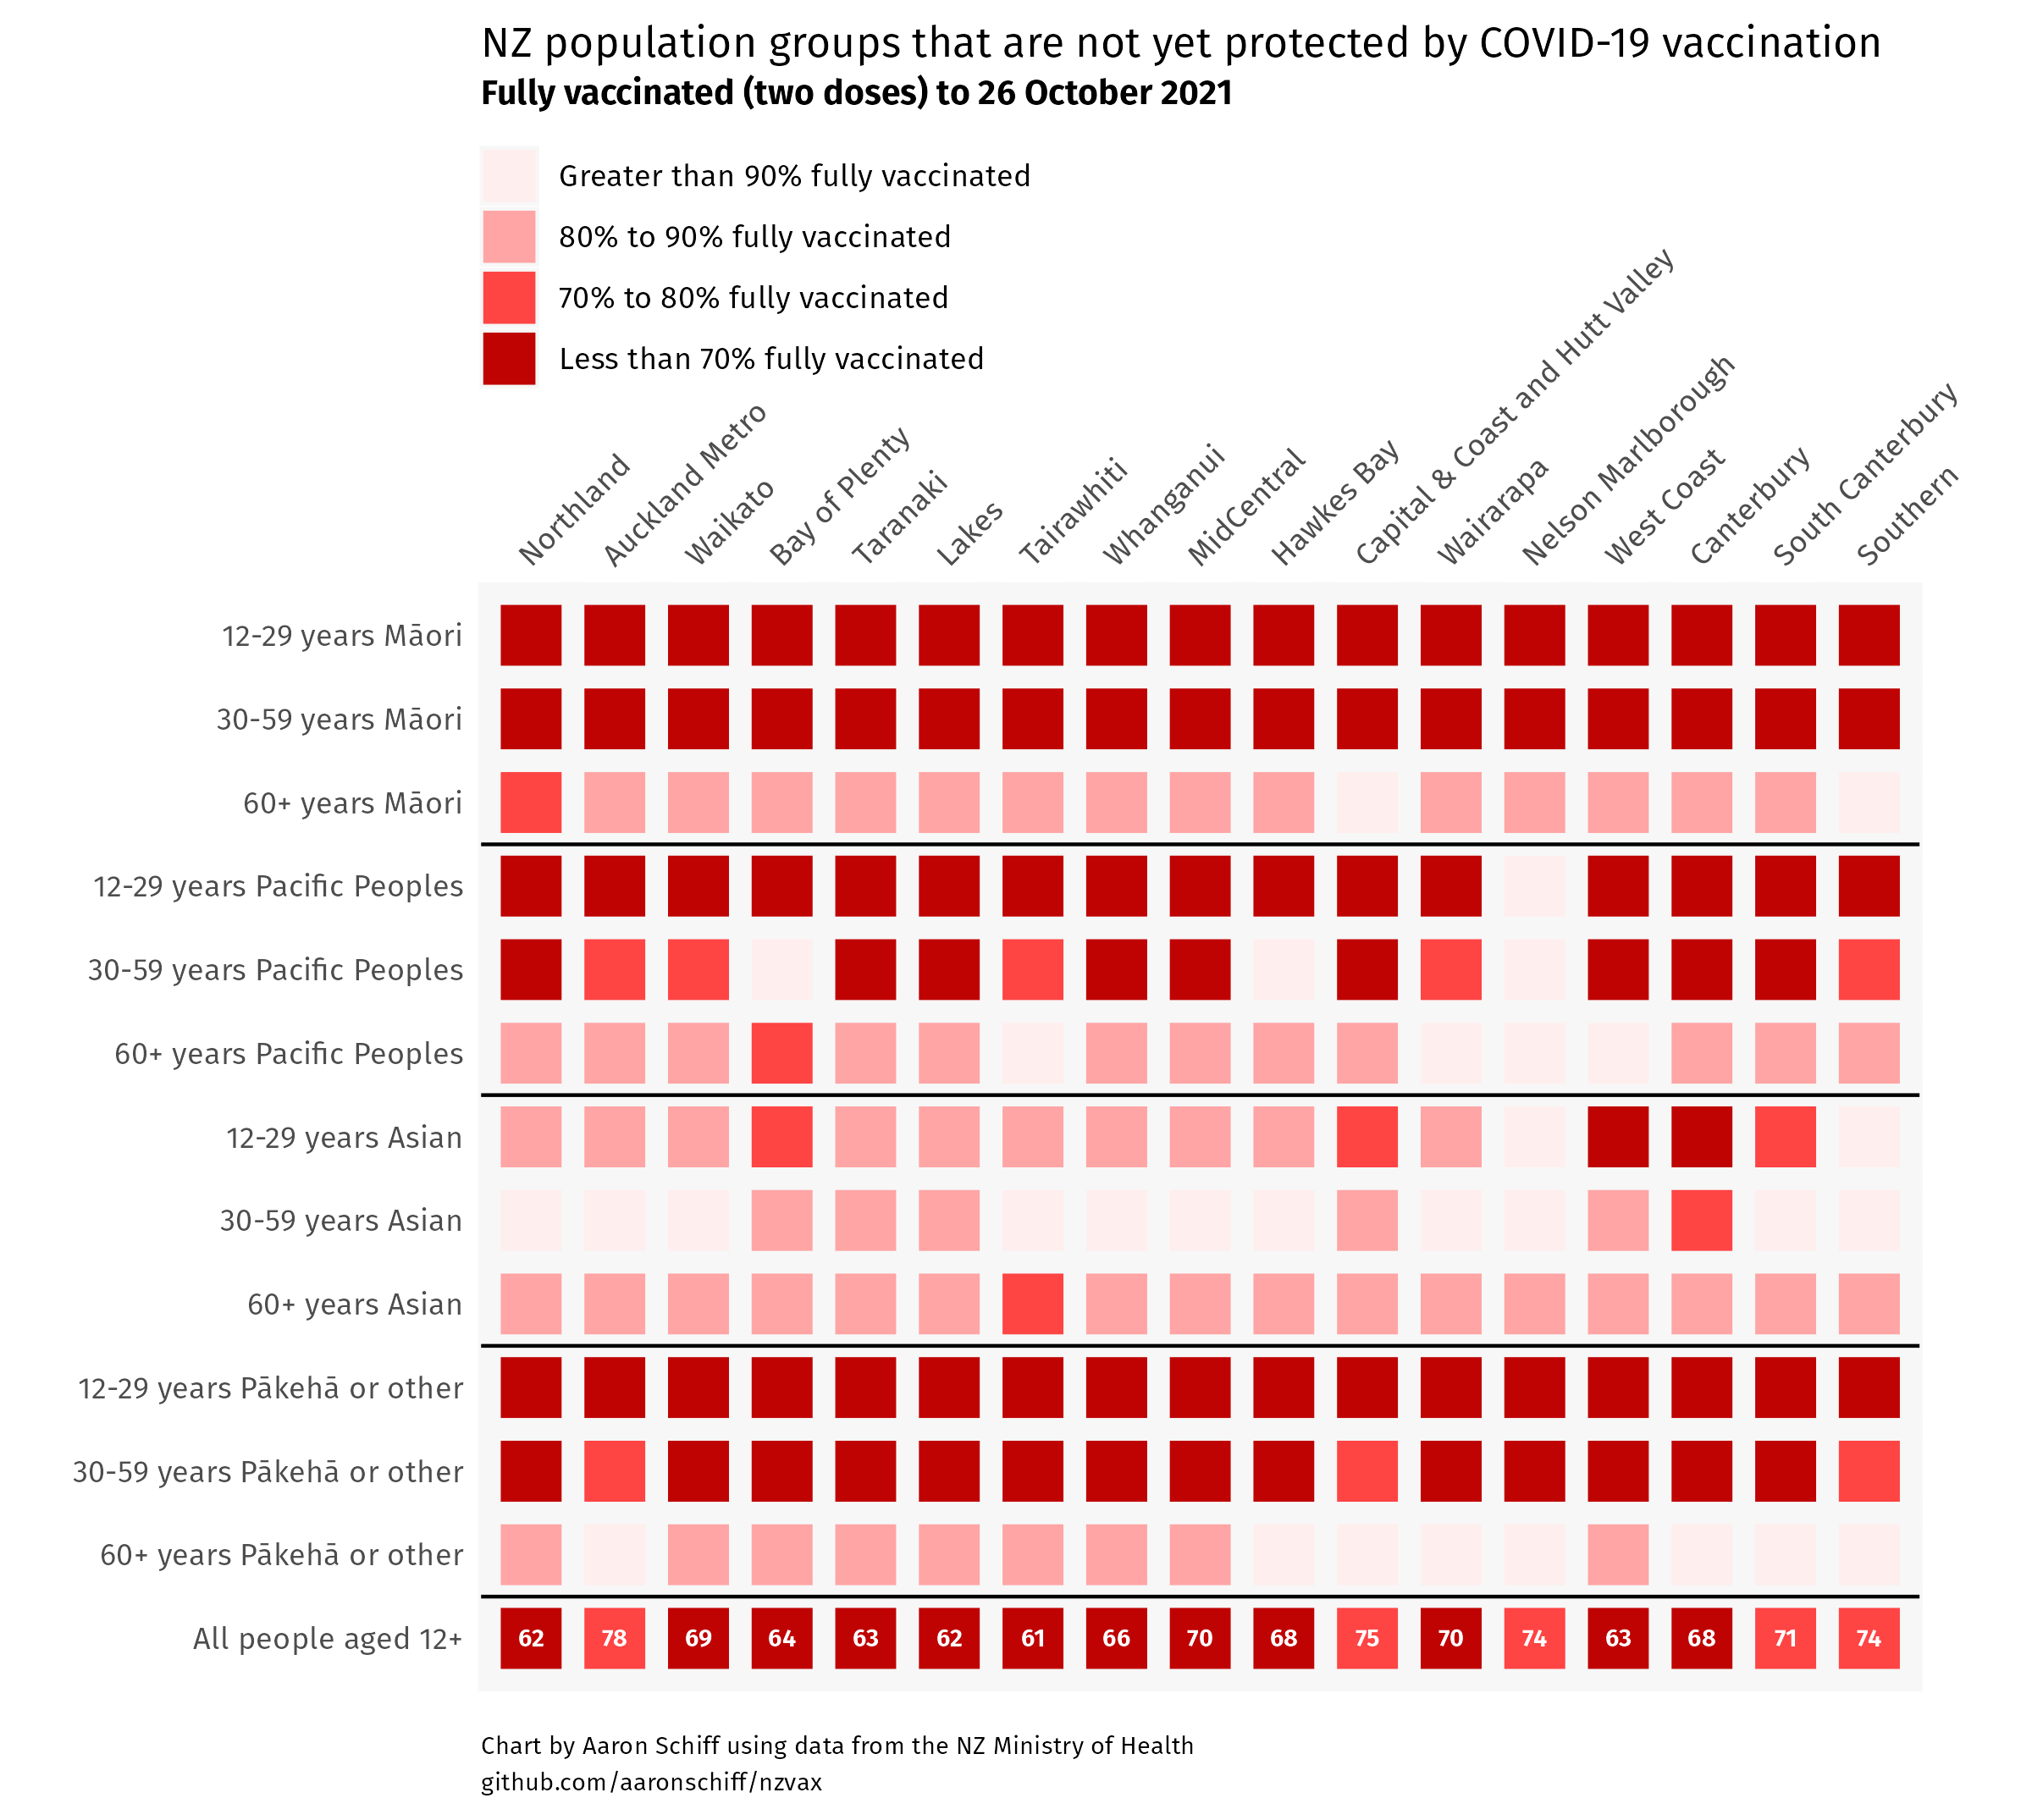 NZ population groups that are not yet protected by COVID-19 vaccination
Fully vaccinated (two doses) to 26 October 2021
Greater than 90% fully vaccinated
80% to 90% fully vaccinated
70% to 80% fully vaccinated
Less than 70% fully vaccinated
Northland
Auckland Metro
Waikato
Bay of Plenty
Taranaki
Lakes
Tairawhiti
Whanganui
MidCentral
Hawkes Bay
Capital & Coast and Hutt Valley
Wairarapa
Nelson Marlborough
West Coast
Canterbury
South Canterbury
Southern
12-29 years Māori
30-59 years Māori
60+ years Māori
12-29 years Pacific Peoples
30-59 years Pacific Peoples
60+ years Pacific Peoples
12-29 years Asian
30-59 years Asian
60+ years Asian
12-29 years Pākehā or other
30-59 years Pākehā or other
60+ years Pākehā or other
All people aged 12+ 62 78 69 64 63 62 61 66 70 68 75 70 74 63 68 71 74
Chart by Aaron Schiff using data from the NZ Ministry of Health
github.com/aaronschiff/nzvax